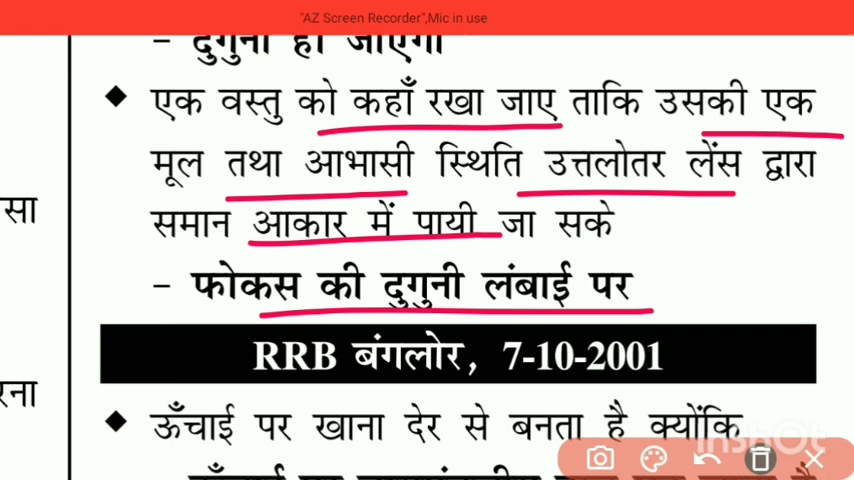 "AZ Screen Recorder",Mic in use
– दुगुनी हो जाएगी
◆ एक वस्तु को कहाँ रखा जाए ताकि उसकी एक
मूल तथा आभासी स्थिति उत्तलोतर लेंस द्वारा
सा
समान आकार में पायी जा सके
– फोकस की दुगुनी लंबाई पर
RRB बंगलोर, 7-10-2001
रना
◆ ऊँचाई पर खाना देर से बनता है क्योंकि
InShOt
ऊँचाई पर